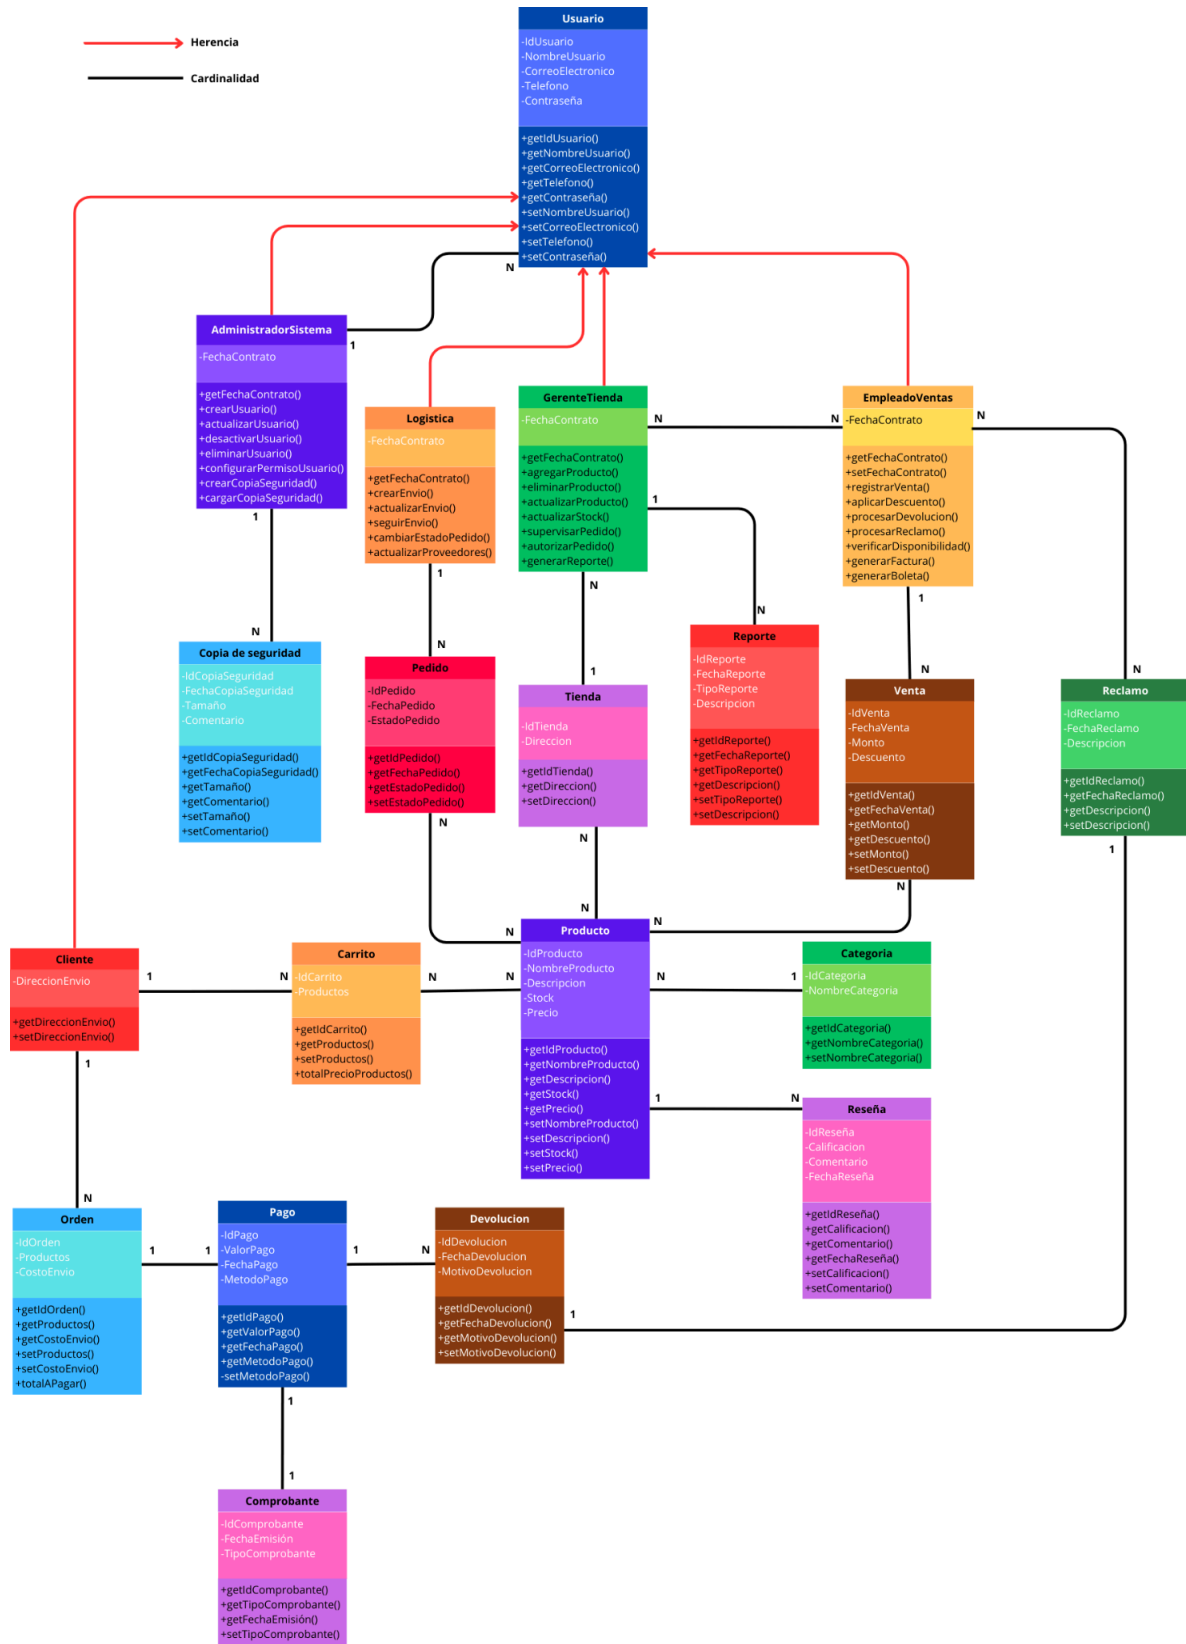 Herencia
Cardinalidad
Usuario
-IdUsuario
-NombreUsuario
-CorreoElectronico
-Telefono
-Contraseña
+getIdUsuario()
+getNombreUsuario()
+getCorreoElectronico()
+getTelefono()
+getContraseña()
+setNombreUsuario()
+setCorreoElectronico()
+setTelefono()
+setContraseña()
N
AdministradorSistema
-FechaContrato
+getFechaContrato()
+crearUsuario()
+actualizarUsuario()
+desactivarUsuario()
+eliminarUsuario()
+configurarPermisoUsuario()
+crearCopiaSeguridad()
+cargarCopiaSeguridad()
1
1
N
Logistica
-FechaContrato
+getFechaContrato()
+crearEnvio()
+actualizarEnvio()
+seguirEnvio()
+cambiarEstadoPedido()
+actualizarProveedores()
1
N
GerenteTienda
-FechaContrato
+getFechaContrato()
+agregarProducto()
+eliminarProducto()
+actualizarProducto()
+actualizarStock()
+supervisarPedido()
+autorizarPedido()
+generarReporte()
N
N
1
N
N
1
EmpleadoVentas
-FechaContrato
+getFechaContrato()
+setFechaContrato()
+registrarVenta()
+aplicarDescuento()
+procesarDevolucion()
+procesarReclamo()
+verificarDisponibilidad()
+generarFactura()
+generarBoleta()
N
1
N
N
Copia de seguridad
-IdCopiaSeguridad
-FechaCopiaSeguridad
-Tamaño
-Comentario
+getIdCopiaSeguridad()
+getFechaCopiaSeguridad()
+getTamaño()
+getComentario()
+setTamaño()
+setComentario()
Pedido
-IdPedido
-FechaPedido
-EstadoPedido
+getIdPedido()
+getFechaPedido()
+getEstadoPedido()
+setEstadoPedido()
N
N
Tienda
-IdTienda
-Direccion
+getIdTienda()
+getDireccion()
+setDireccion()
N
N
Reporte
-IdReporte
-FechaReporte
-TipoReporte
-Descripcion
+getIdReporte()
+getFechaReporte()
+getTipoReporte()
+getDescripcion()
+setTipoReporte()
+setDescripcion()
Venta
-IdVenta
-FechaVenta
-Monto
-Descuento
+getIdVenta()
+getFechaVenta()
+getMonto()
+getDescuento()
+setMonto()
+setDescuento()
N
N
Reclamo
-IdReclamo
-FechaReclamo
-Descripcion
+getIdReclamo()
+getFechaReclamo()
+getDescripcion()
+setDescripcion()
1
Cliente
-DireccionEnvio
+getDireccionEnvio()
+setDireccionEnvio()
1
N
1
N
Carrito
-IdCarrito
-Productos
+getIdCarrito()
+getProductos()
+setProductos()
+totalPrecioProductos()
N
N
Producto
-IdProducto
-NombreProducto
-Descripcion
-Stock
-Precio
+getIdProducto()
+getNombreProducto()
+getDescripcion()
+getStock()
+getPrecio()
+setNombreProducto()
+setDescripcion()
+setStock()
+setPrecio()
N
1
1
N
Categoria
-IdCategoria
-NombreCategoria
+getIdCategoria()
+getNombreCategoria()
+setNombreCategoria()
Reseña
-IdReseña
-Calificacion
-Comentario
-FechaReseña
+getIdReseña()
+getCalificacion()
+getComentario()
+getFechaReseña()
+setCalificacion()
+setComentario()
Orden
-IdOrden
-Productos
-CostoEnvio
+getIdOrden()
+getProductos()
+getCostoEnvio()
+setProductos()
+setCostoEnvio()
+totalAPagar()
1
1
Pago
-IdPago
-ValorPago
-FechaPago
-MetodoPago
+getIdPago()
+getValorPago()
+getFechaPago()
+getMetodoPago()
-setMetodoPago()
1
N
Devolucion
-IdDevolucion
-FechaDevolucion
-MotivoDevolucion
+getIdDevolucion()
+getFechaDevolucion()
+getMotivoDevolucion()
+setMotivoDevolucion()
1
1
1
Comprobante
-IdComprobante
-FechaEmisión
-TipoComprobante
+getIdComprobante()
+getTipoComprobante()
+getFechaEmisión()
+setTipoComprobante()